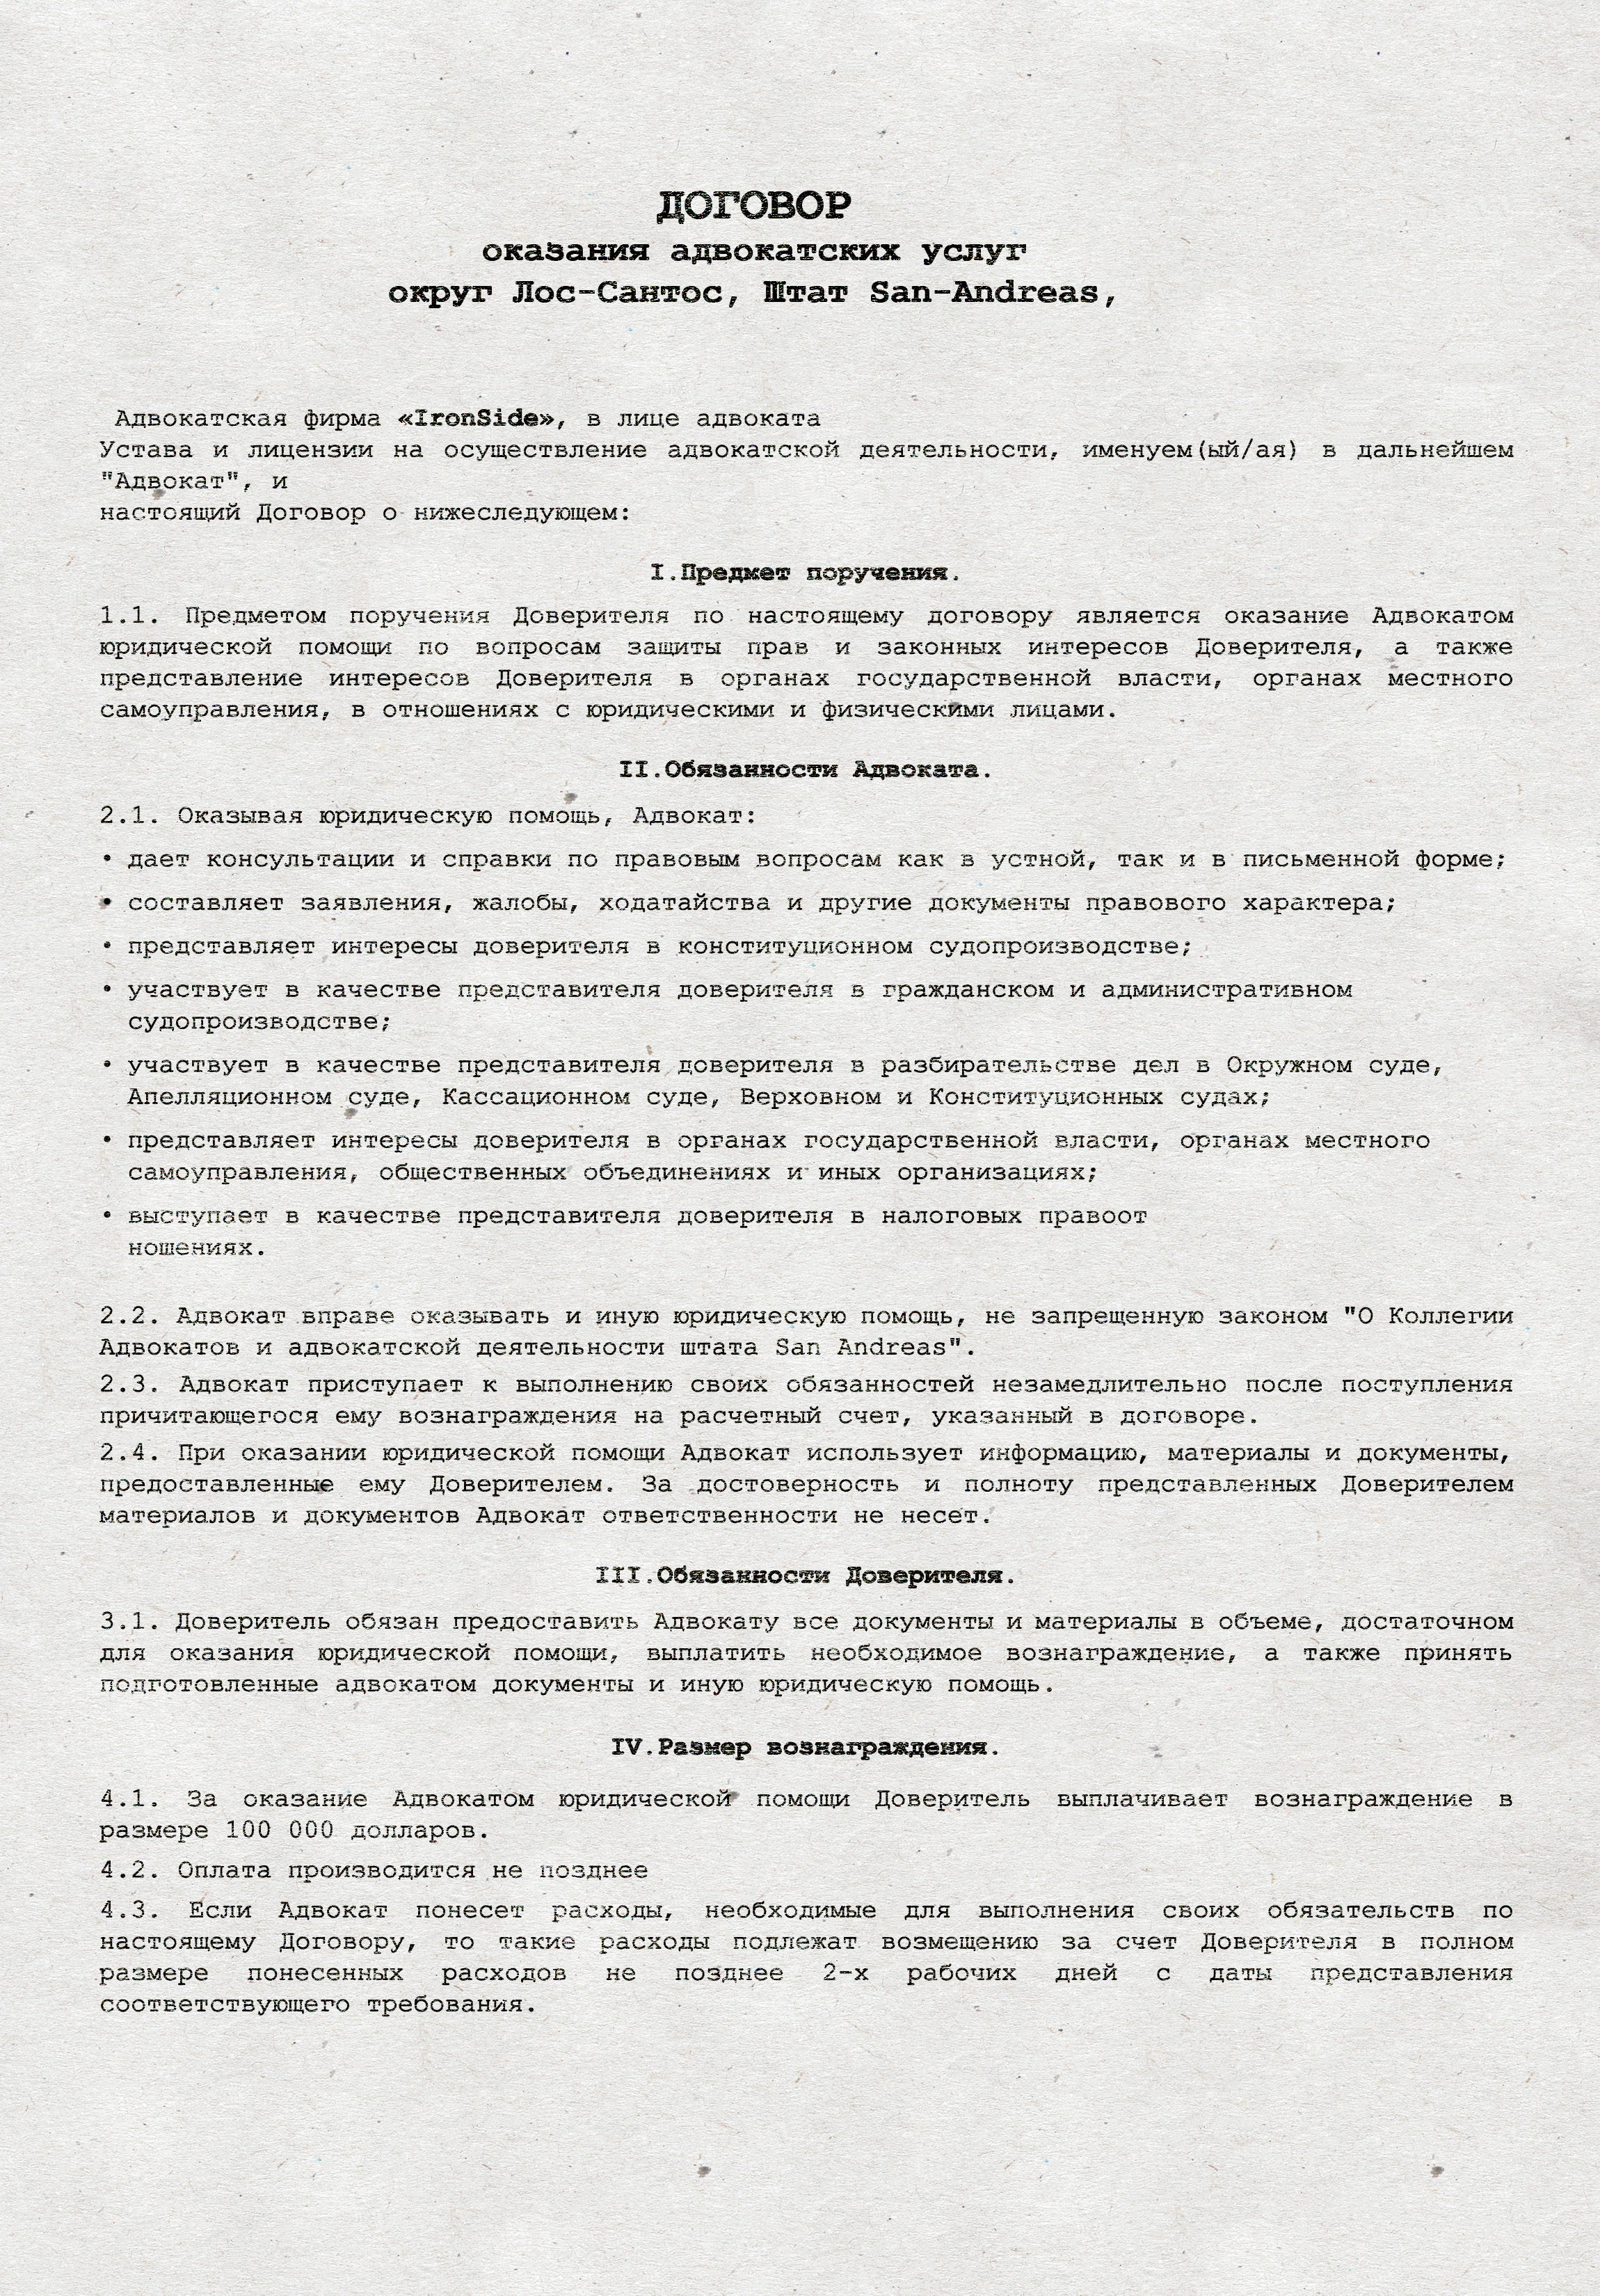 ДОГОВОР
оказания адвокатских услуг
округ Лос-Сантос, Штат San-Andreas,
Адвокатская фирма «IronSide», в лице адвоката
Устава и лицензии на осуществление адвокатской деятельности, именуем(ый/ая) в дальнейшем
"Адвокат", и
настоящий Договор о нижеследующем:
I.Предмет поручения.
1.1. Предметом поручения Доверителя по настоящему договору является оказание Адвокатом
юридической помощи по вопросам защиты прав и законных интересов Доверителя, а также
представление интересов Доверителя в органах государственной власти, органах местного
самоуправления, в отношениях с юридическими и физическими лицами.
II.Обязанности Адвоката.
2.1. Оказывая юридическую помощь, Адвокат:
• дает консультации и справки по правовым вопросам как в устной, так и в письменной форме;
• составляет заявления, жалобы, ходатайства и другие документы правового характера;
• представляет интересы доверителя в конституционном судопроизводстве;
• участвует в качестве представителя доверителя в гражданском и административном
судопроизводстве;
• участвует в качестве представителя доверителя в разбирательстве дел в Окружном суде,
Апелляционном суде, Кассационном суде, Верховном и Конституционных судах;
• представляет интересы доверителя в органах государственной власти, органах местного
самоуправления, общественных объединениях и иных организациях;
• выступает в качестве представителя доверителя в налоговых правоот
ношениях.
2.2. Адвокат вправе оказывать и иную юридическую помощь, не запрещенную законом "О Коллегии
Адвокатов и адвокатской деятельности штата San Andreas".
2.3. Адвокат приступает к выполнению своих обязанностей незамедлительно после поступления
причитающегося ему вознаграждения на расчетный счет, указанный в договоре.
2.4. При оказании юридической помощи Адвокат использует информацию, материалы и документы,
предоставленные ему Доверителем. За достоверность и полноту представленных Доверителем
материалов и документов Адвокат ответственности не несет.
III.Обязанности Доверителя.
3.1. Доверитель обязан предоставить Адвокату все документы и материалы в объеме, достаточном
для оказания юридической помощи, выплатить необходимое вознаграждение, а также принять
подготовленные адвокатом документы и иную юридическую помощь.
IV.Размер вознаграждения.
4.1. За оказание Адвокатом юридической помощи Доверитель выплачивает вознаграждение в
размере 100 000 долларов.
4.2. Оплата производится не позднее
4.3. Если Адвокат понесет расходы, необходимые для выполнения своих обязательств по
настоящему Договору, то такие расходы подлежат возмещению за счет Доверителя в полном
размере понесенных расходов не позднее 2-х рабочих дней с даты представления
соответствующего требования.